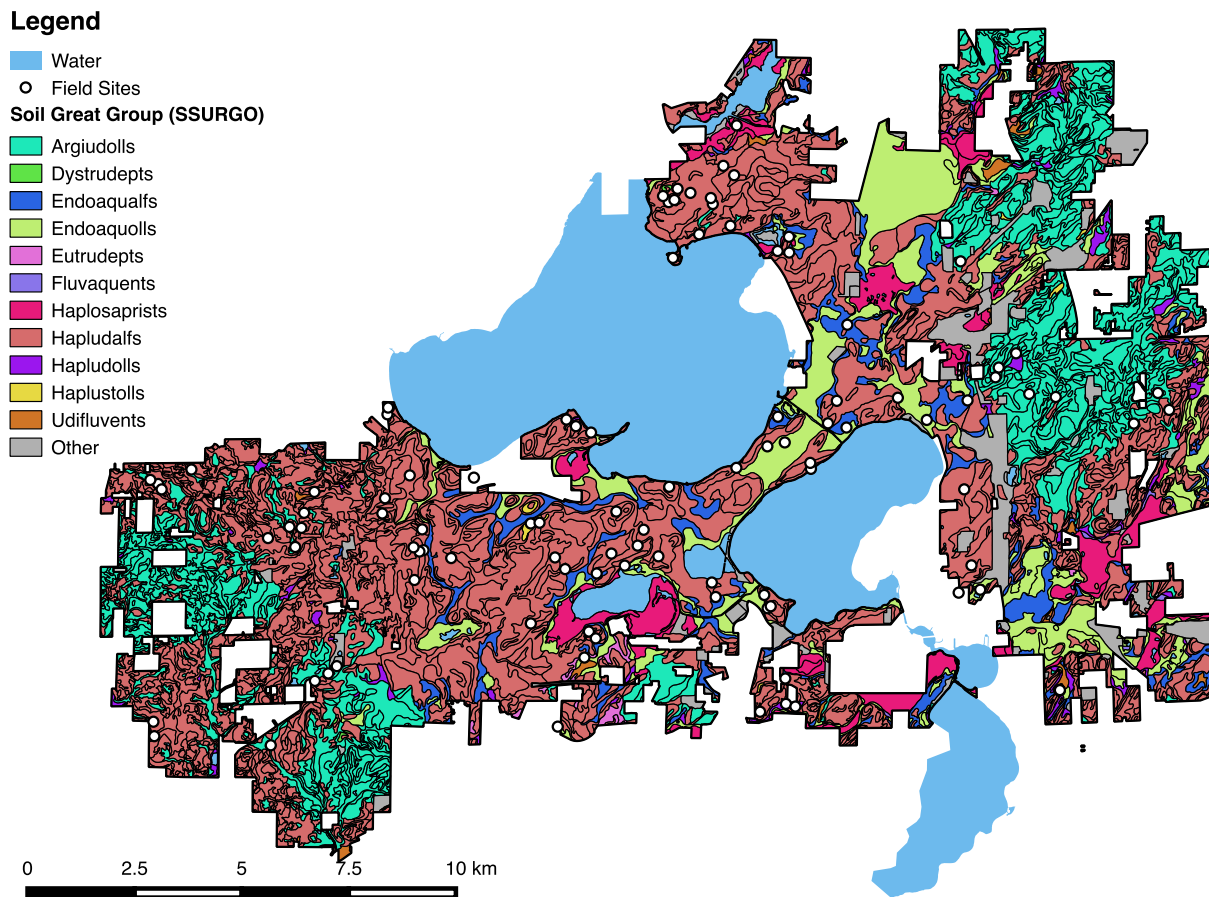 Legend
Water
Field Sites
Soil Great Group (SSURGO)
Argiudolls
Dystrudepts
Endoaqualfs
Endoaquolls
Eutrudepts
Fluvaquents
Haplosaprists
Hapludalfs
Hapludolls
Haplustolls
Udifluvents
Other
0 2.5 5 7.5 10 km